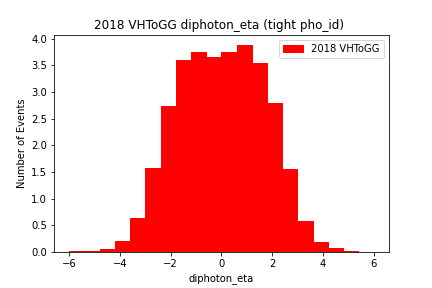 2018 VHToGG diphoton_eta (tight pho_id)
2018 VHToGG
Number of Events
4.0
3.5
3.0
2.5
2.0
1.5
1.0
0.5
0.0
−6 −4 −2 0 2 4 6
diphoton_eta